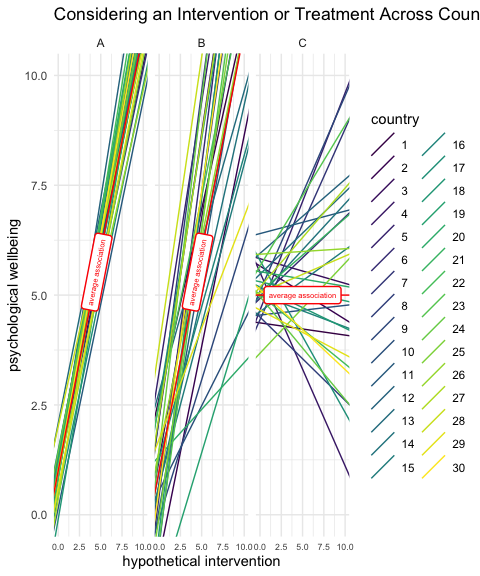 Considering an Intervention or Treatment Across Coun
A
B
C
psychological wellbeing
10.0
7.5
5.0
2.5
0.0
average association
average association
average association
0.0 2.5 5.0 7.5 10.0
0.0 2.5 5.0 7.5 10.0
0.0 2.5 5.0 7.5 10.0
hypothetical intervention
country
1 16
2 17
3 18
4 19
5 20
6 21
7 22
8 23
9 24
10 25
11 26
12 27
13 28
14 29
15 30